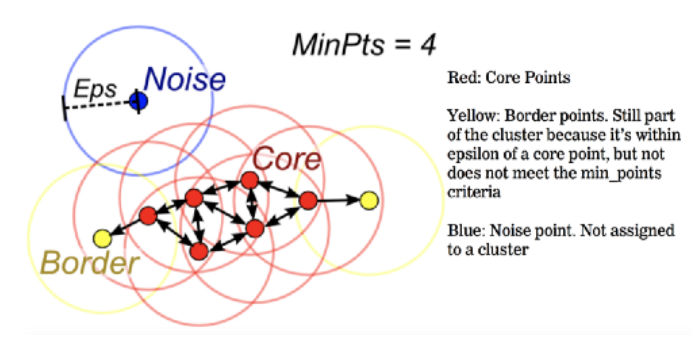 MinPts = 4
Eps
Noise
Core
Border
Red: Core Points
Yellow: Border points. Still part
of the cluster because it's within
epsilon of a core point, but not
does not meet the min_points
criteria
Blue: Noise point. Not assigned
to a cluster